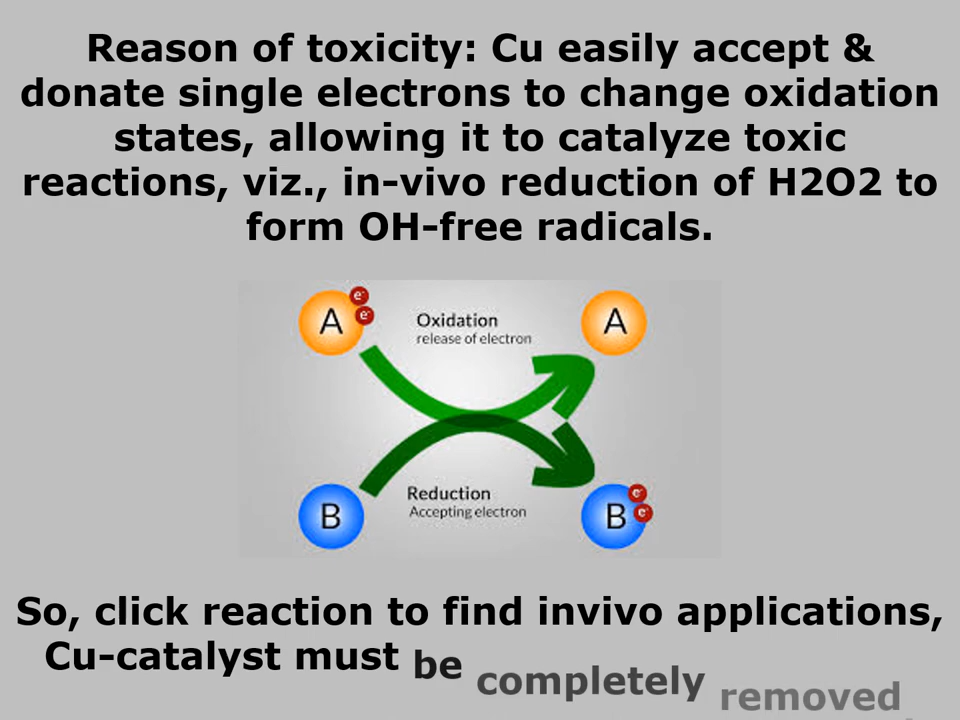 Reason of toxicity: Cu easily accept &
donate single electrons to change oxidation
states, allowing it to catalyze toxic
reactions, viz., in-vivo reduction of H2O2 to
form OH-free radicals.
A e- e- Oxidation A
release of electron
B Reduction B e- e-
Accepting electron
So, click reaction to find invivo applications,
Cu-catalyst must be completely removed